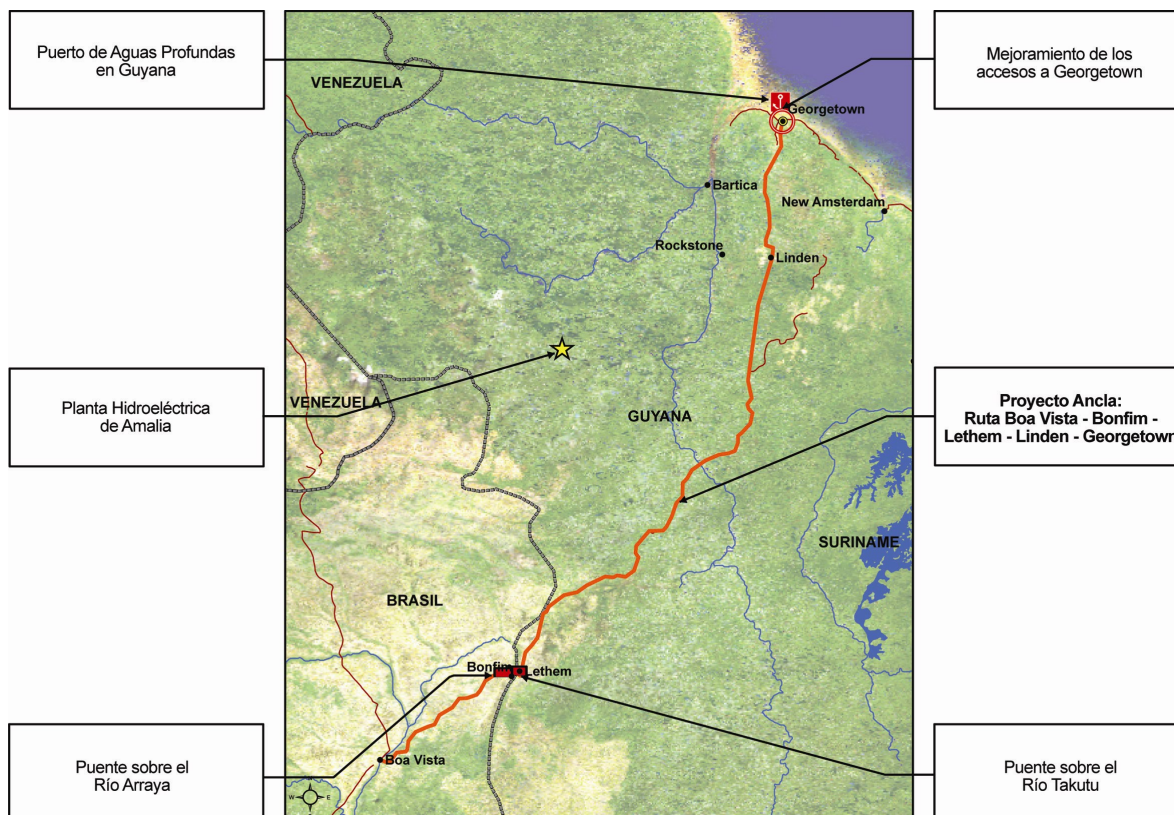 Puerto de Aguas Profundas
en Guyana
Mejoramiento de los
accesos a Georgetown
VENEZUELA
Georgetown
Bartica
New Amsterdam
Rockstone
Linden
VENEZUELA
GUYANA
Planta Hidroeléctrica
de Amalia
Proyecto Ancla:
Ruta Boa Vista - Bonfim -
Lethem - Linden - Georgetown
SURINAME
BRASIL
Bonfim
Lethem
Boa Vista
Puente sobre el
Río Arraya
Puente sobre el
Río Takutu
W E